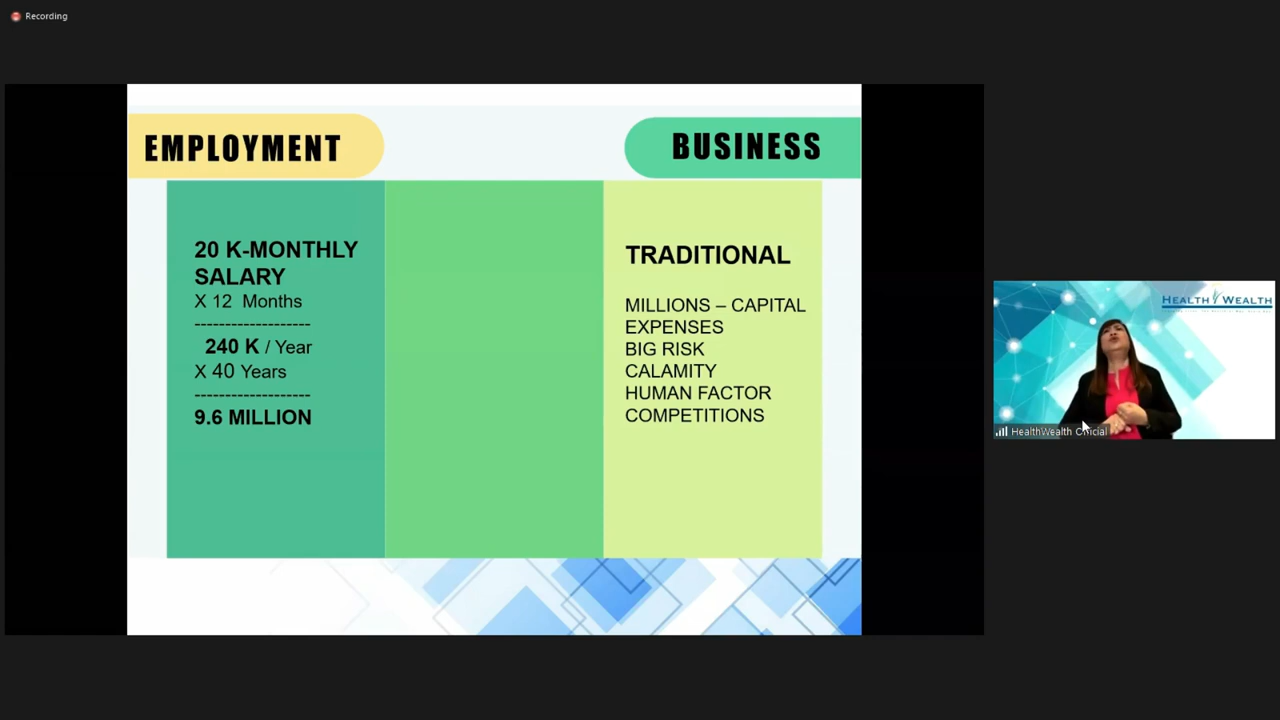 Recording
EMPLOYMENT
BUSINESS
20 K-MONTHLY
SALARY
X 12 Months
-------------------
240 K / Year
X 40 Years
-------------------
9.6 MILLION
TRADITIONAL
MILLIONS – CAPITAL
EXPENSES
BIG RISK
CALAMITY
HUMAN FACTOR
COMPETITIONS
HEALTH WEALTH
HealthWealth Official